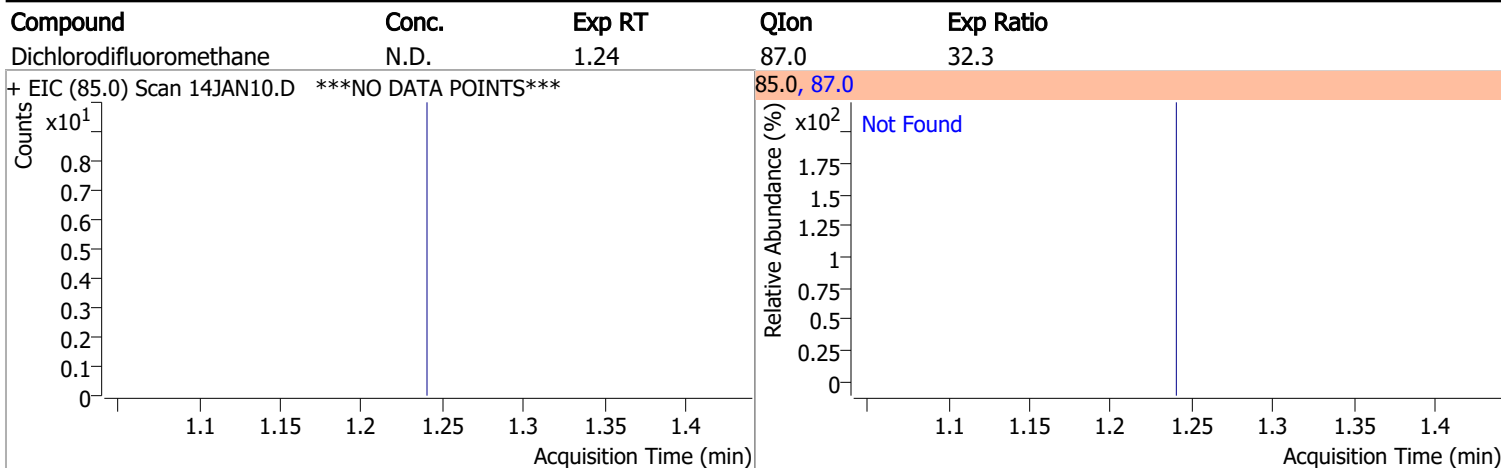 Compound Conc. Exp RT QIon Exp Ratio
Dichlorodifluoromethane N.D. 1.24 87.0 32.3
+ EIC (85.0) Scan 14JAN10.D ***NO DATA POINTS***
Counts
x10¹
0.8
0.7
0.6
0.5
0.4
0.3
0.2
0.1
0
1.1 1.15 1.2 1.25 1.3 1.35 1.4
Acquisition Time (min)
85.0, 87.0
Relative Abundance (%)
x10²
Not Found
1.75
1.5
1.25
1
0.75
0.5
0.25
0
1.1 1.15 1.2 1.25 1.3 1.35 1.4
Acquisition Time (min)